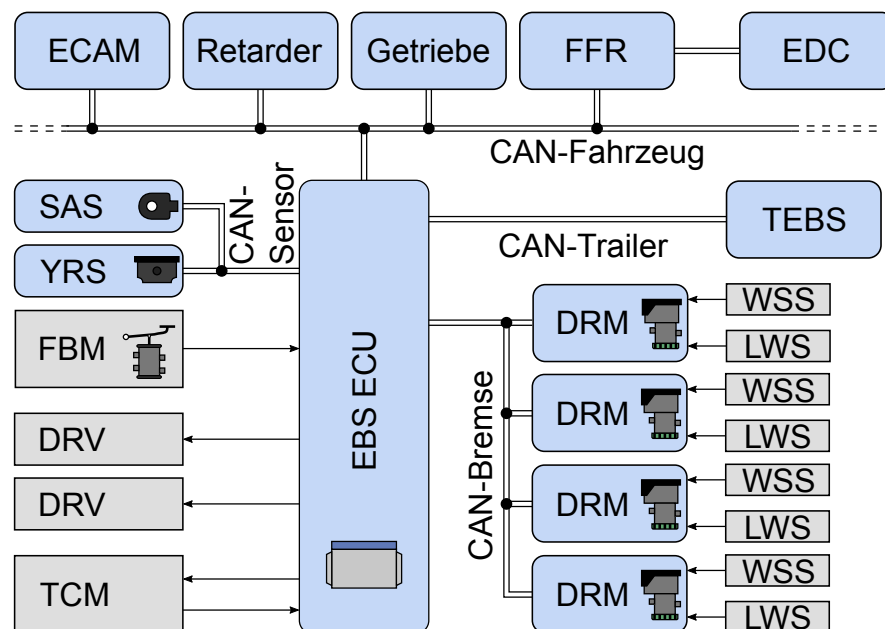 ECAM
Retarder
Getriebe
FFR
EDC
CAN-Fahrzeug
SAS
YRS
CAN-
Sensor
FBM
DRV
DRV
TCM
EBS ECU
CAN-Trailer
TEBS
CAN-Bremse
DRM
WSS
LWS
DRM
WSS
LWS
DRM
WSS
LWS
DRM
WSS
LWS